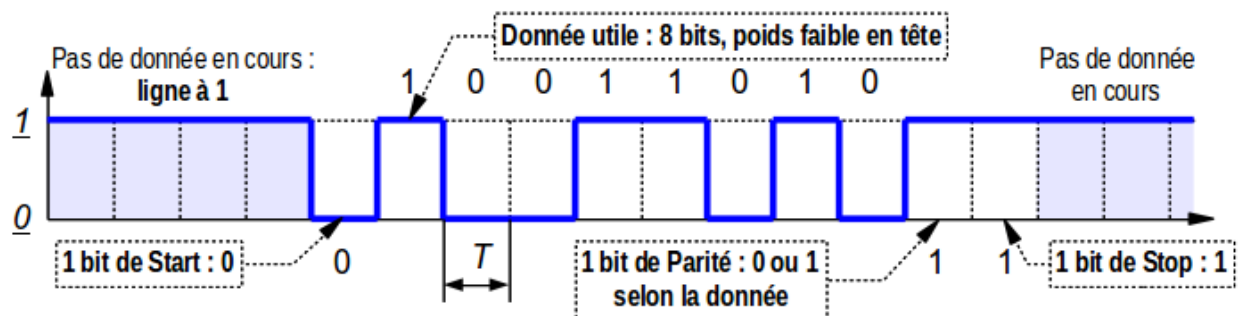 Donnée utile : 8 bits, poids faible en tête
Pas de donnée en cours :
ligne à 1
1 0 0 1 1 0 1 0
Pas de donnée
en cours
1
0
1 bit de Start : 0
0
T
1 bit de Parité : 0 ou 1
selon la donnée
1 1
1 bit de Stop : 1